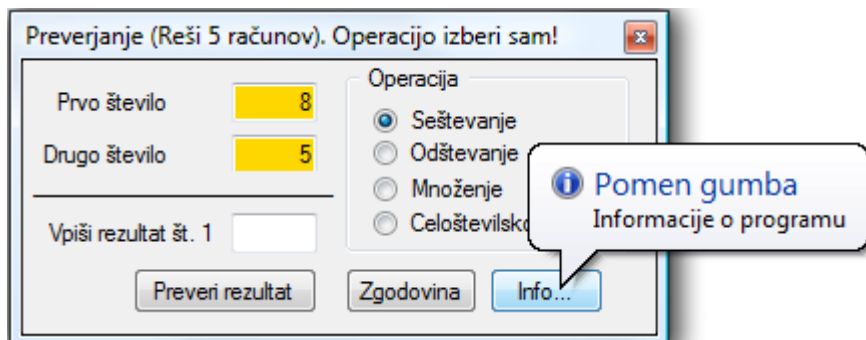 Preverjanje (Reši 5 računov). Operacijo izberi sam!
Prvo število 8
Drugo število 5
Vpiši rezultat št. 1
Operacija
Seštevanje
Odštevanje
Množenje
Pomen gumba
Informacije o programu
Preveri rezultat Zgodovina Info...